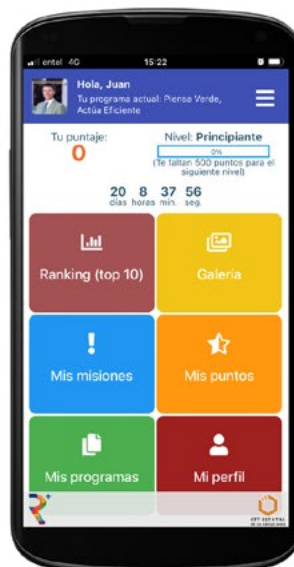 entel 4G 15:22
Hola, Juan
Tu programa actual: Piensa Verde,
Actúa Eficiente
Tu puntaje:
0
Nivel: Principiante
0%
(Te faltan 500 puntos para el
siguiente nivel)
20 8 37 56
días horas min. seg.
Ranking (top 10)
Galería
Mis misiones
Mis puntos
Mis programas
Mi perfil